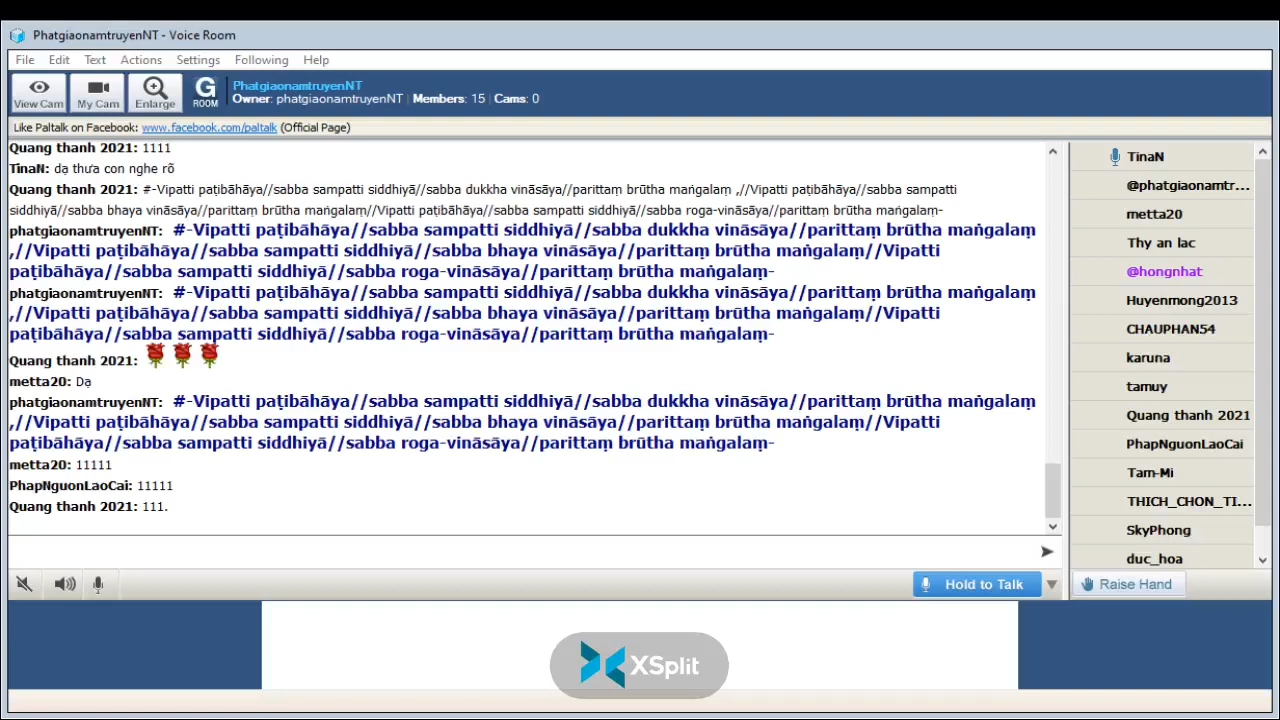 PhatgiaonamtruyenNT - Voice Room
File Edit Text Actions Settings Following Help
View Cam My Cam Enlarge G ROOM
PhatgiaonamtruyenNT
Owner: phatgiaonamtruyenNT | Members: 15 | Cams: 0
Like Paltalk on Facebook: www.facebook.com/paltalk (Official Page)
Quang thanh 2021: 1111
TinaN: dạ thưa con nghe rõ
Quang thanh 2021: #-Vipatti paṭibāhāya//sabba sampatti siddhiyā//sabba dukkha vināsāya//parittaṃ brūtha maṅgalaṃ ,//Vipatti paṭibāhāya//sabba sampatti
siddhiyā//sabba bhaya vināsāya//parittaṃ brūtha maṅgalaṃ//Vipatti paṭibāhāya//sabba sampatti siddhiyā//sabba roga-vināsāya//parittaṃ brūtha maṅgalaṃ-
phatgiaonamtruyenNT: #-Vipatti paṭibāhāya//sabba sampatti siddhiyā//sabba dukkha vināsāya//parittaṃ brūtha maṅgalaṃ
,//Vipatti paṭibāhāya//sabba sampatti siddhiyā//sabba bhaya vināsāya//parittaṃ brūtha maṅgalaṃ//Vipatti
paṭibāhāya//sabba sampatti siddhiyā//sabba roga-vināsāya//parittaṃ brūtha maṅgalaṃ-
phatgiaonamtruyenNT: #-Vipatti paṭibāhāya//sabba sampatti siddhiyā//sabba dukkha vināsāya//parittaṃ brūtha maṅgalaṃ
,//Vipatti paṭibāhāya//sabba sampatti siddhiyā//sabba bhaya vināsāya//parittaṃ brūtha maṅgalaṃ//Vipatti
paṭibāhāya//sabba sampatti siddhiyā//sabba roga-vināsāya//parittaṃ brūtha maṅgalaṃ-
Quang thanh 2021:
metta20: Dạ
phatgiaonamtruyenNT: #-Vipatti paṭibāhāya//sabba sampatti siddhiyā//sabba dukkha vināsāya//parittaṃ brūtha maṅgalaṃ
,//Vipatti paṭibāhāya//sabba sampatti siddhiyā//sabba bhaya vināsāya//parittaṃ brūtha maṅgalaṃ//Vipatti
paṭibāhāya//sabba sampatti siddhiyā//sabba roga-vināsāya//parittaṃ brūtha maṅgalaṃ-
metta20: 11111
PhapNguonLaoCai: 11111
Quang thanh 2021: 111.
TinaN
@phatgiaonamtr...
metta20
Thy an lac
@hongnhat
Huyenmong2013
CHAUPHAN54
karuna
tamuy
Quang thanh 2021
PhapNguonLaoCai
Tam-Mi
THICH_CHON_TI...
SkyPhong
duc_hoa
Hold to Talk
Raise Hand
XSplit